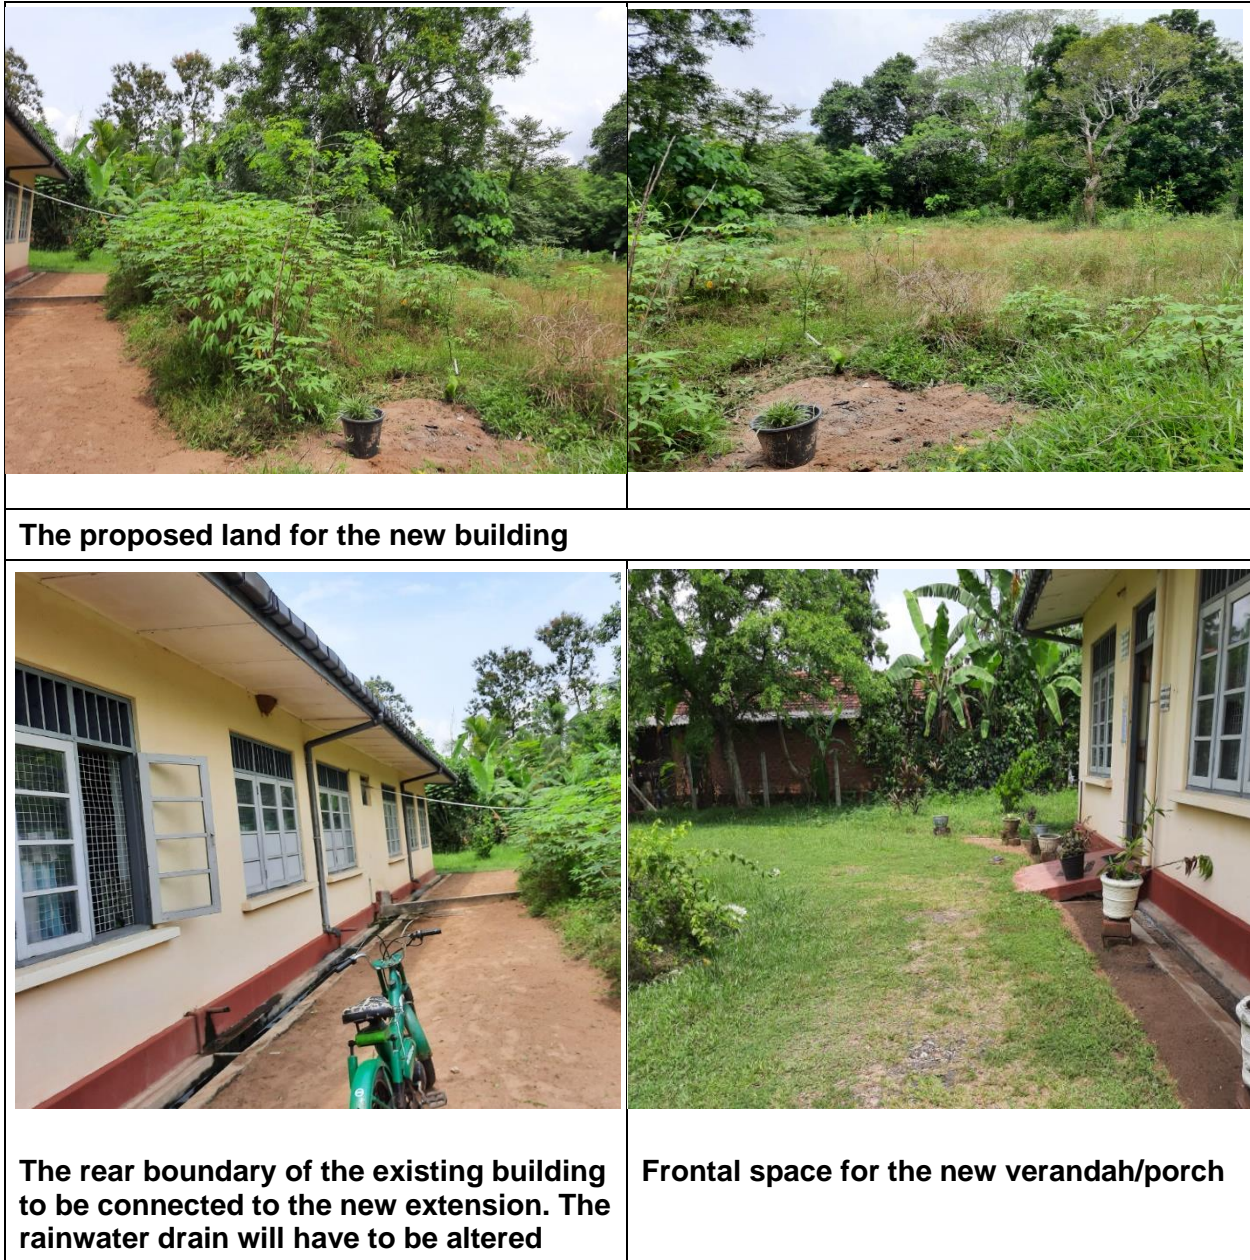 The proposed land for the new building
The rear boundary of the existing building
to be connected to the new extension. The
rainwater drain will have to be altered
Frontal space for the new verandah/porch